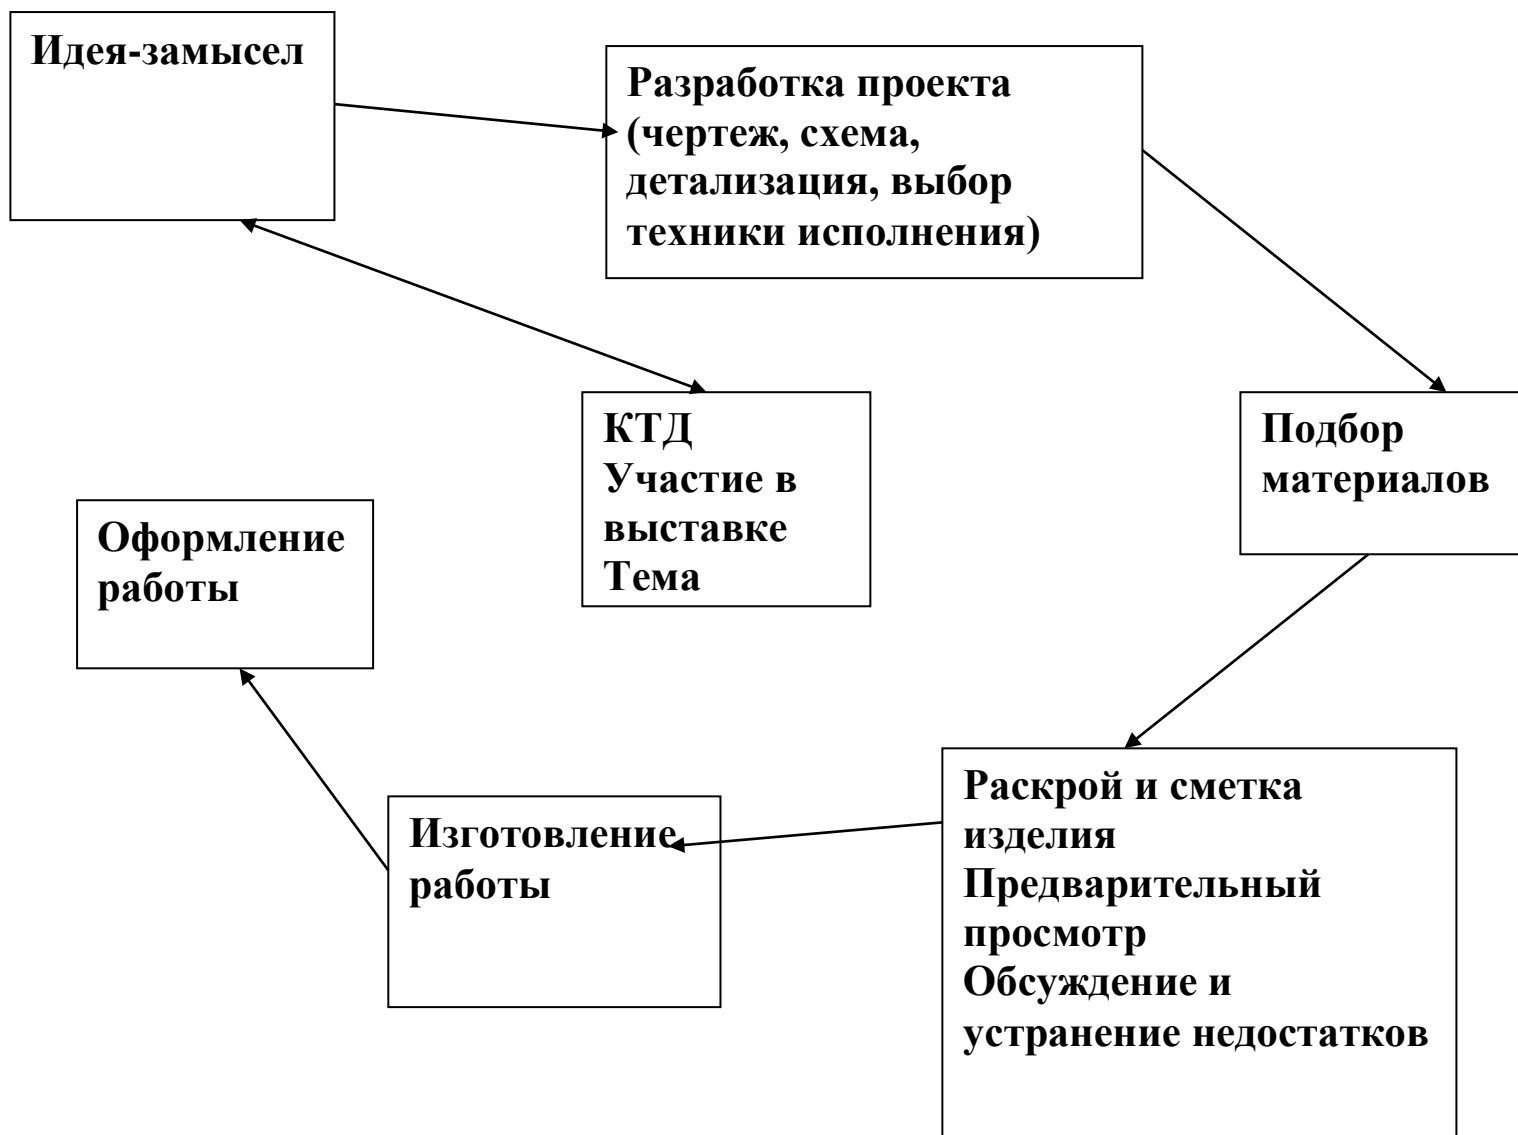 Идея-замысел
Разработка проекта
(чертеж, схема,
детализация, выбор
техники исполнения)
КТД
Участие в
выставке
Тема
Подбор
материалов
Оформление
работы
Изготовление
работы
Раскрой и сметка
изделия
Предварительный
просмотр
Обсуждение и
устранение недостатков